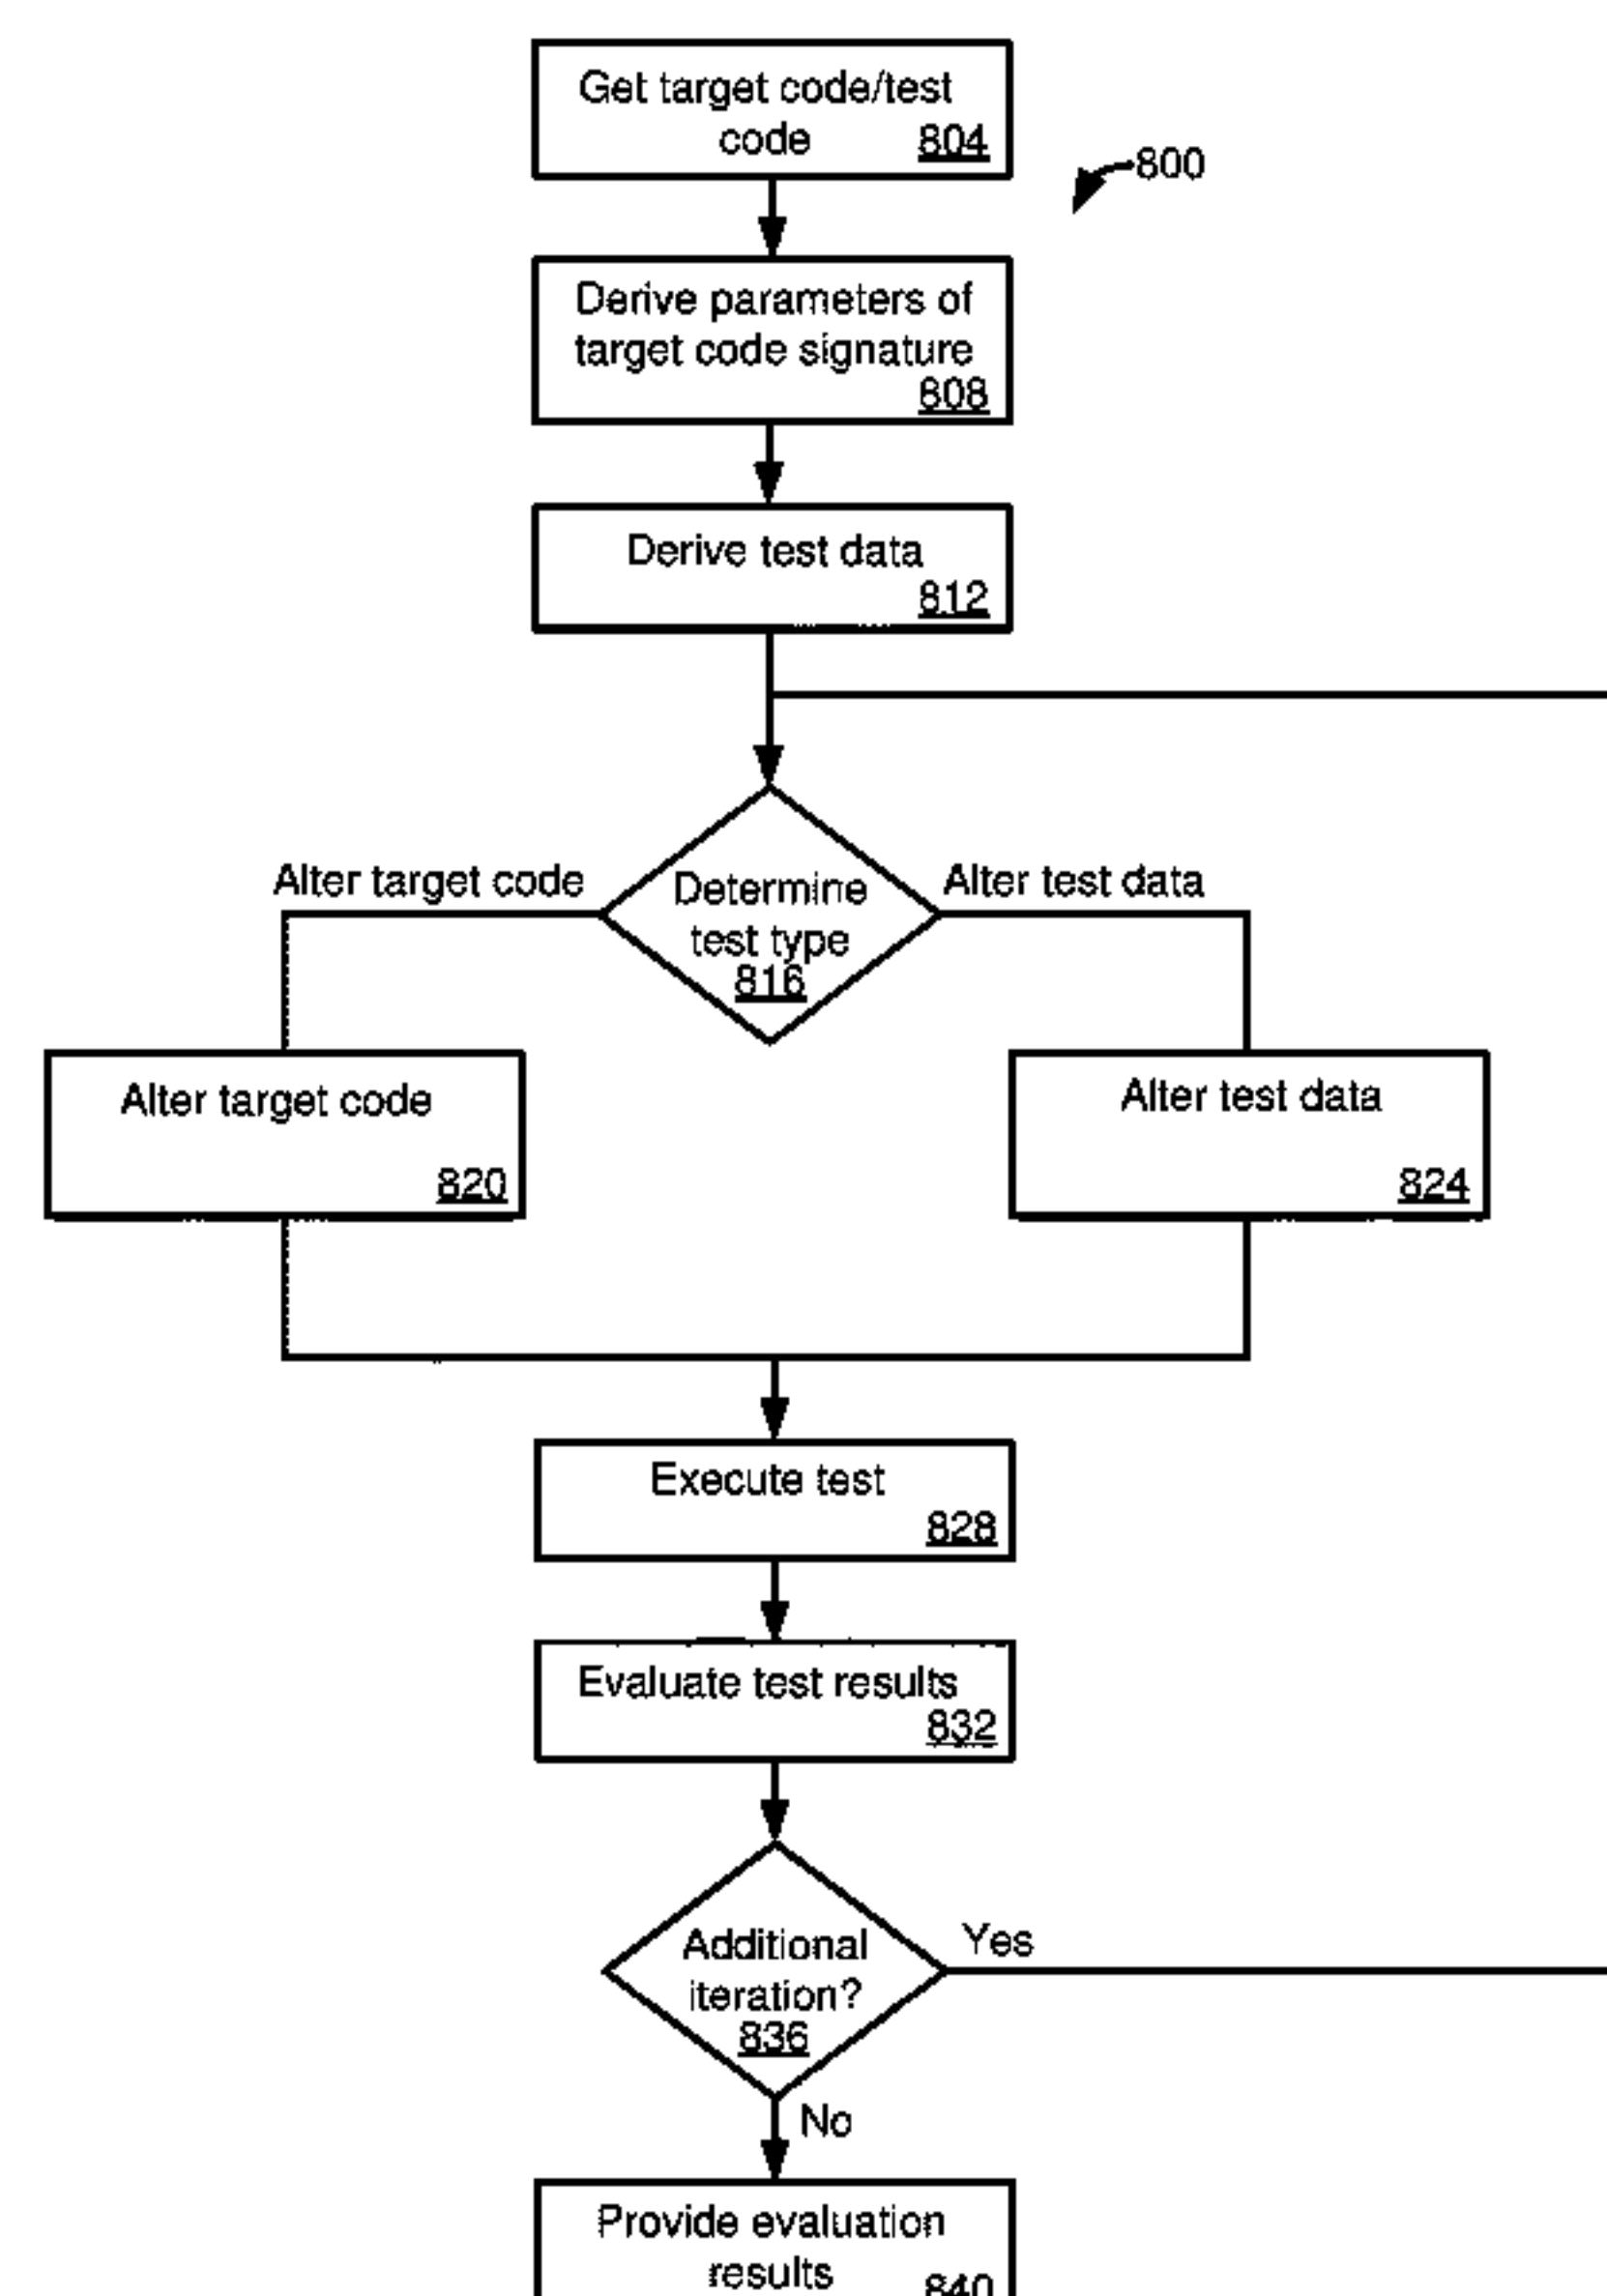 Get target code/test
code 804
800
Derive parameters of
target code signature
808
Derive test data
812
Alter target code
Determine
test type
816
Alter test data
Alter target code
820
Alter test data
824
Execute test
828
Evaluate test results
832
Additional
iteration?
836
Yes
No
Provide evaluation
results 840